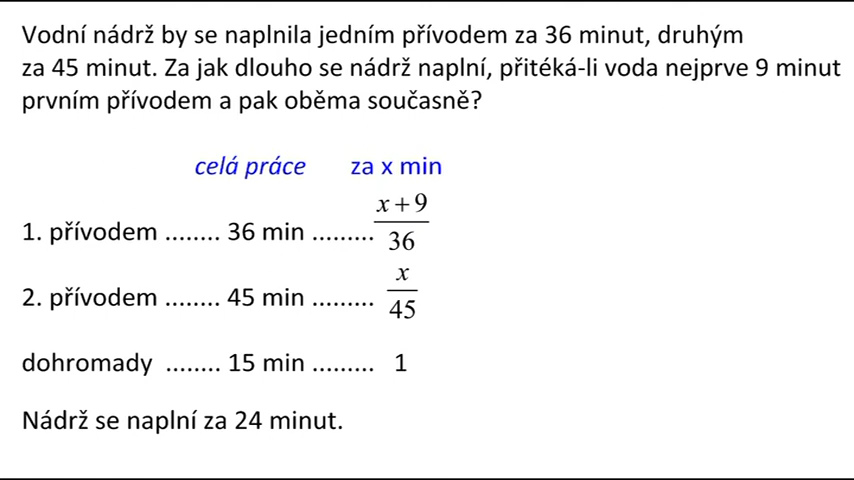 Vodní nádrž by se naplnila jedním přívodem za 36 minut, druhým
za 45 minut. Za jak dlouho se nádrž naplní, přitéká-li voda nejprve 9 minut
prvním přívodem a pak oběma současně?
celá práce za x min
1. přívodem ........ 36 min ......... x + 9 / 36
2. přívodem ........ 45 min ......... x / 45
dohromady ........ 15 min ......... 1
Nádrž se naplní za 24 minut.